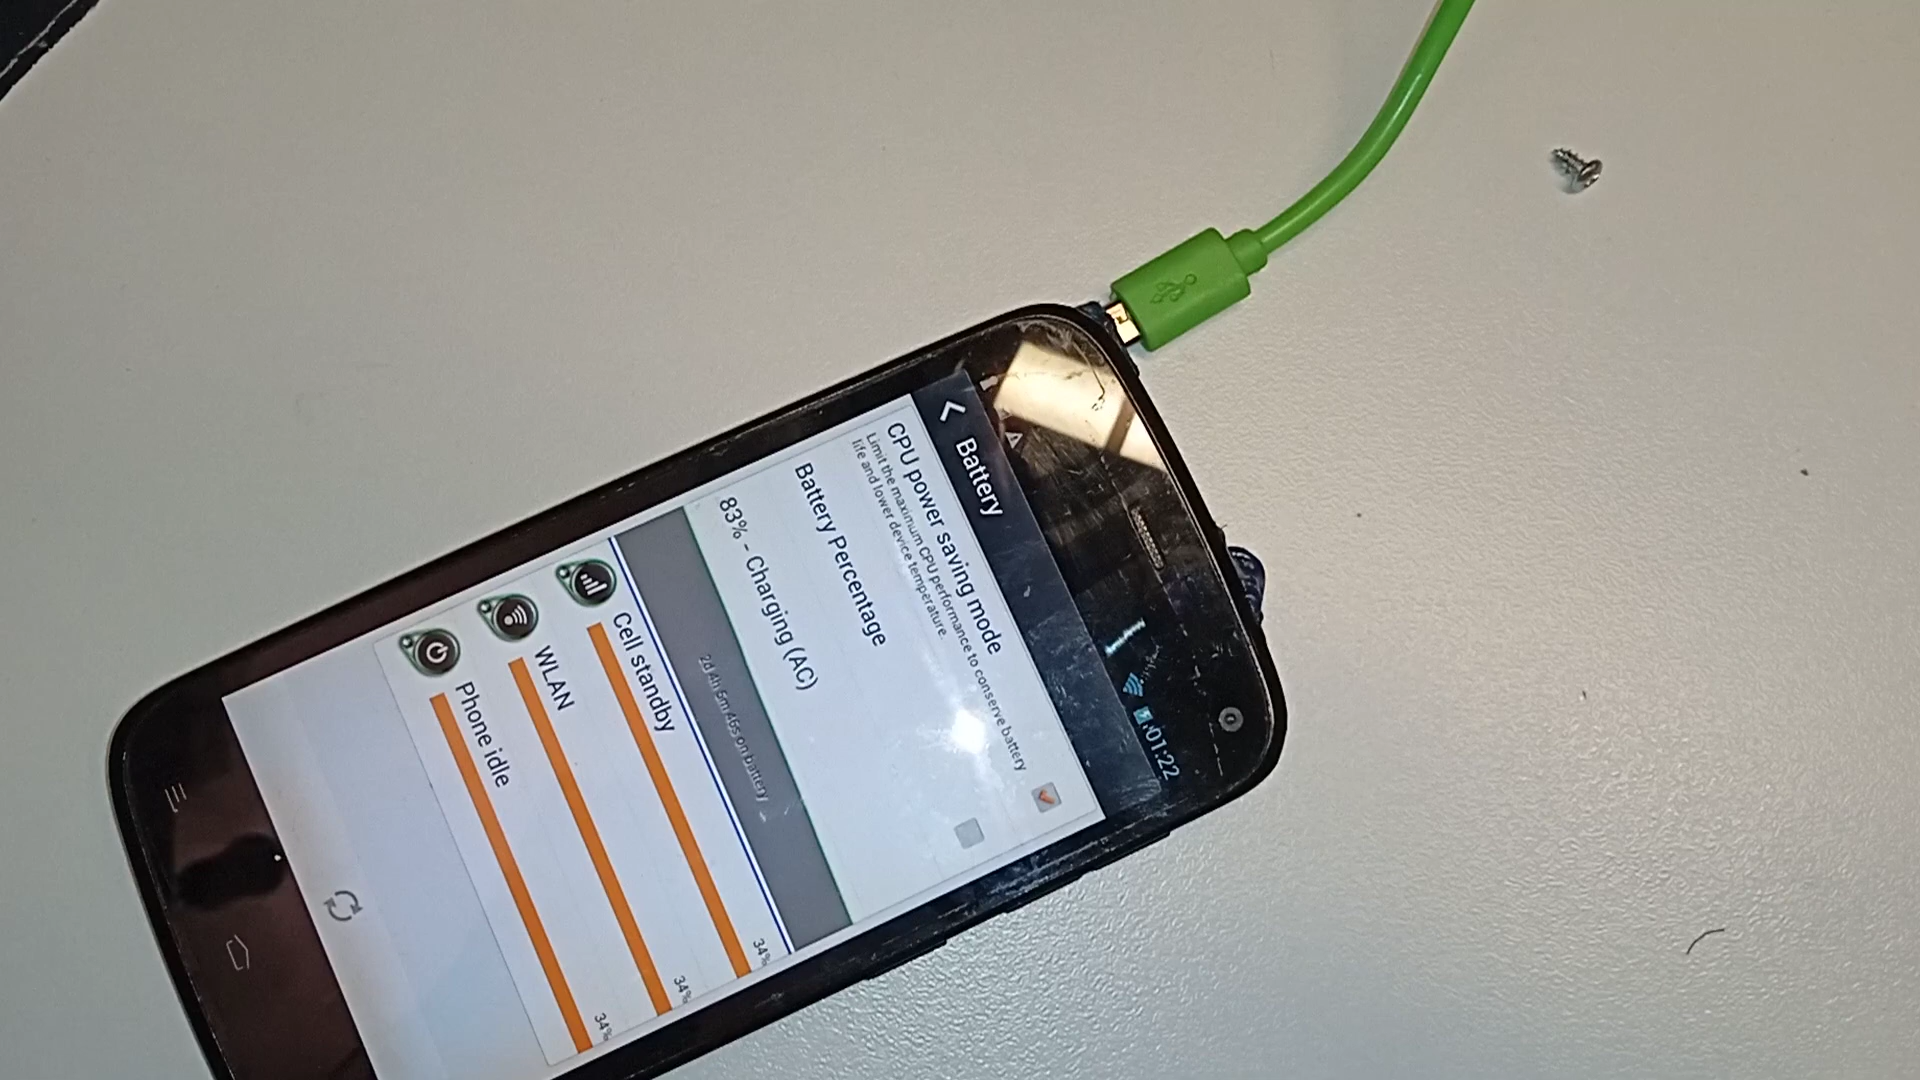 01:22
Battery
CPU power saving mode
Limit the maximum CPU performance to conserve battery
life and lower device temperature.
Battery Percentage
83% - Charging (AC)
2d 4h 5m 46s on battery
Cell standby
34%
WLAN
34%
Phone idle
34%